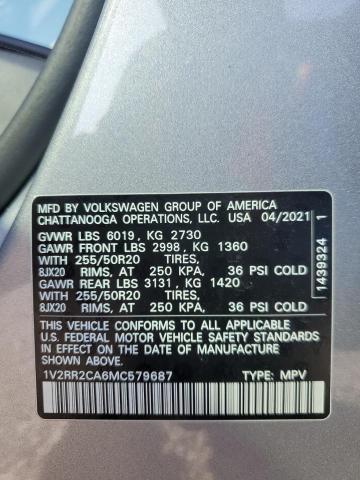 MFD BY VOLKSWAGEN GROUP OF AMERICA
CHATTANOOGA OPERATIONS, LLC. USA 04/2021
GVWR LBS 6019, KG 2730
GAWR FRONT LBS 2998, KG 1360
WITH 255/50R20 TIRES,
8JX20 RIMS, AT 250 KPA, 36 PSI COLD
GAWR REAR LBS 3131, KG 1420
WITH 255/50R20 TIRES,
8JX20 RIMS, AT 250 KPA, 36 PSI COLD
THIS VEHICLE CONFORMS TO ALL APPLICABLE
U.S. FEDERAL MOTOR VEHICLE SAFETY STANDARDS
IN EFFECT ON THE DATE OF MANUFACTURE
SHOWN ABOVE.
1V2RR2CA6MC579687 TYPE: MPV
1439324 1